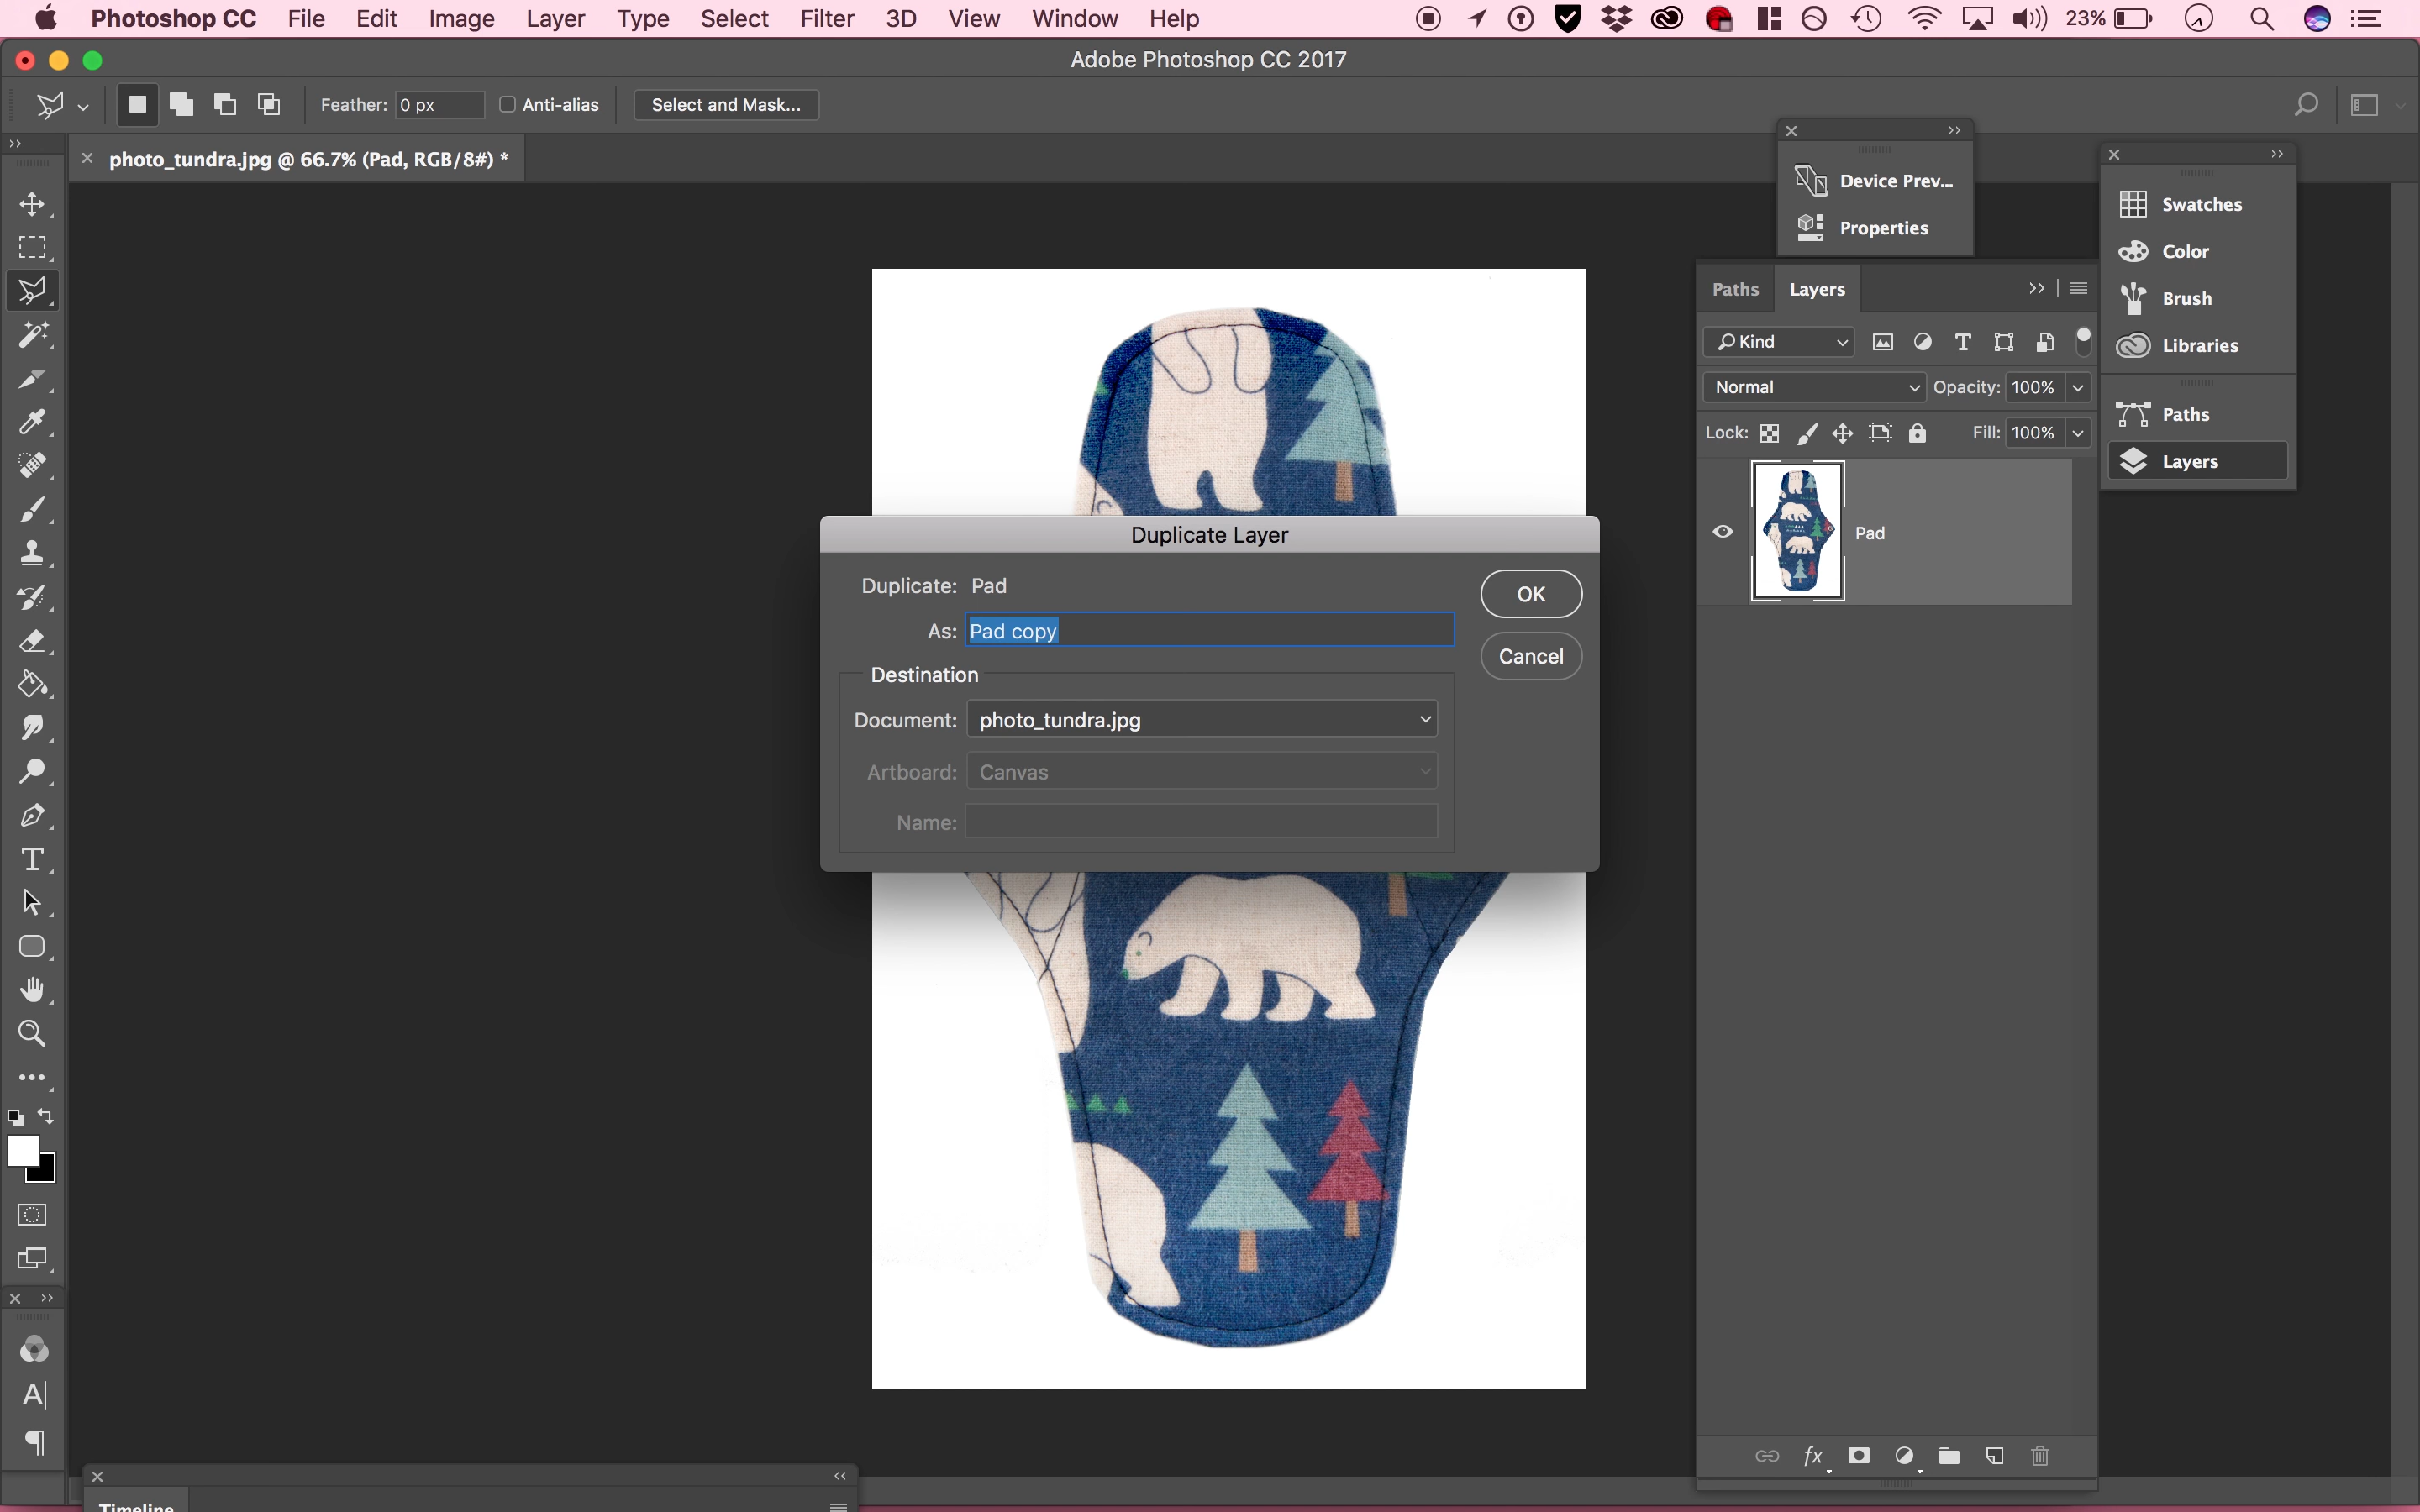 Photoshop CC File Edit Image Layer Type Select Filter 3D View Window Help 23%
Adobe Photoshop CC 2017
Feather: 0 px Anti-alias Select and Mask...
photo_tundra.jpg @ 66.7% (Pad, RGB/8#) *
Device Prev...
Properties
Swatches
Color
Brush
Libraries
Paths
Layers
Paths Layers
Kind
Normal Opacity: 100%
Lock: Fill: 100%
Pad
Duplicate Layer
Duplicate: Pad
As: Pad copy
Destination
Document: photo_tundra.jpg
Artboard: Canvas
Name:
OK
Cancel
fx
Timeline